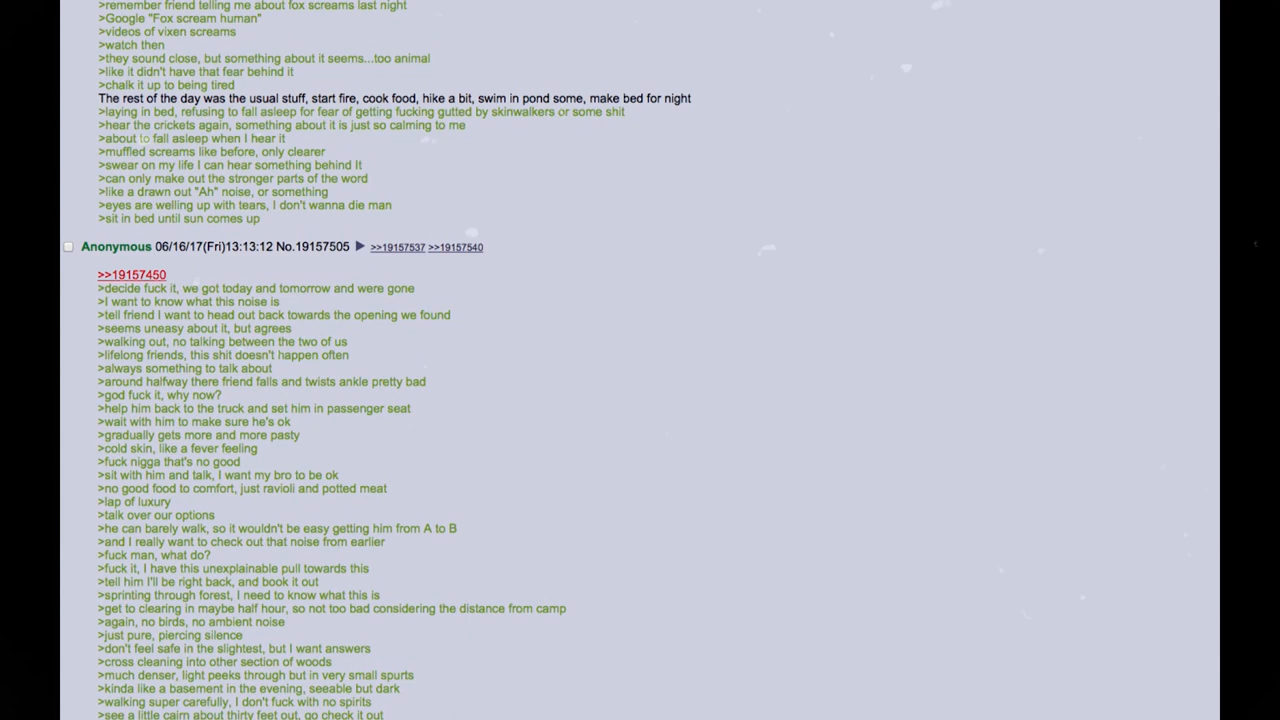 >remember friend telling me about fox screams last night
>Google "Fox scream human"
>videos of vixen screams
>watch then
>they sound close, but something about it seems...too animal
>like it didn't have that fear behind it
>chalk it up to being tired
The rest of the day was the usual stuff, start fire, cook food, hike a bit, swim in pond some, make bed for night
>laying in bed, refusing to fall asleep for fear of getting fucking gutted by skinwalkers or some shit
>hear the crickets again, something about it is just so calming to me
>about to fall asleep when I hear it
>muffled screams like before, only clearer
>swear on my life I can hear something behind It
>can only make out the stronger parts of the word
>like a drawn out "Ah" noise, or something
>eyes are welling up with tears, I don't wanna die man
>sit in bed until sun comes up
Anonymous 06/16/17(Fri)13:13:12 No.19157505 ▶ >>19157537 >>19157540
>>19157450
>decide fuck it, we got today and tomorrow and were gone
>I want to know what this noise is
>tell friend I want to head out back towards the opening we found
>seems uneasy about it, but agrees
>walking out, no talking between the two of us
>lifelong friends, this shit doesn't happen often
>always something to talk about
>around halfway there friend falls and twists ankle pretty bad
>god fuck it, why now?
>help him back to the truck and set him in passenger seat
>wait with him to make sure he's ok
>gradually gets more and more pasty
>cold skin, like a fever feeling
>fuck nigga that's no good
>sit with him and talk, I want my bro to be ok
>no good food to comfort, just ravioli and potted meat
>lap of luxury
>talk over our options
>he can barely walk, so it wouldn't be easy getting him from A to B
>and I really want to check out that noise from earlier
>fuck man, what do?
>fuck it, I have this unexplainable pull towards this
>tell him I'll be right back, and book it out
>sprinting through forest, I need to know what this is
>get to clearing in maybe half hour, so not too bad considering the distance from camp
>again, no birds, no ambient noise
>just pure, piercing silence
>don't feel safe in the slightest, but I want answers
>cross cleaning into other section of woods
>much denser, light peeks through but in very small spurts
>kinda like a basement in the evening, seeable but dark
>walking super carefully, I don't fuck with no spirits
>see a little cairn about thirty feet out, go check it out